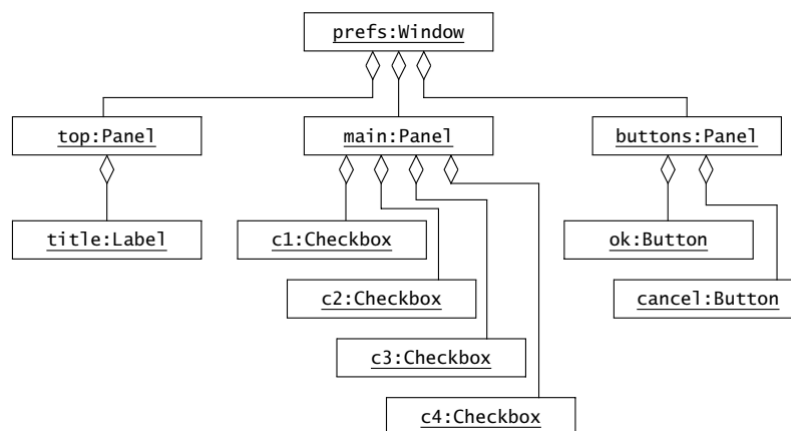 prefs:Window
top:Panel
main:Panel
buttons:Panel
title:Label
c1:Checkbox
ok:Button
c2:Checkbox
cancel:Button
c3:Checkbox
c4:Checkbox